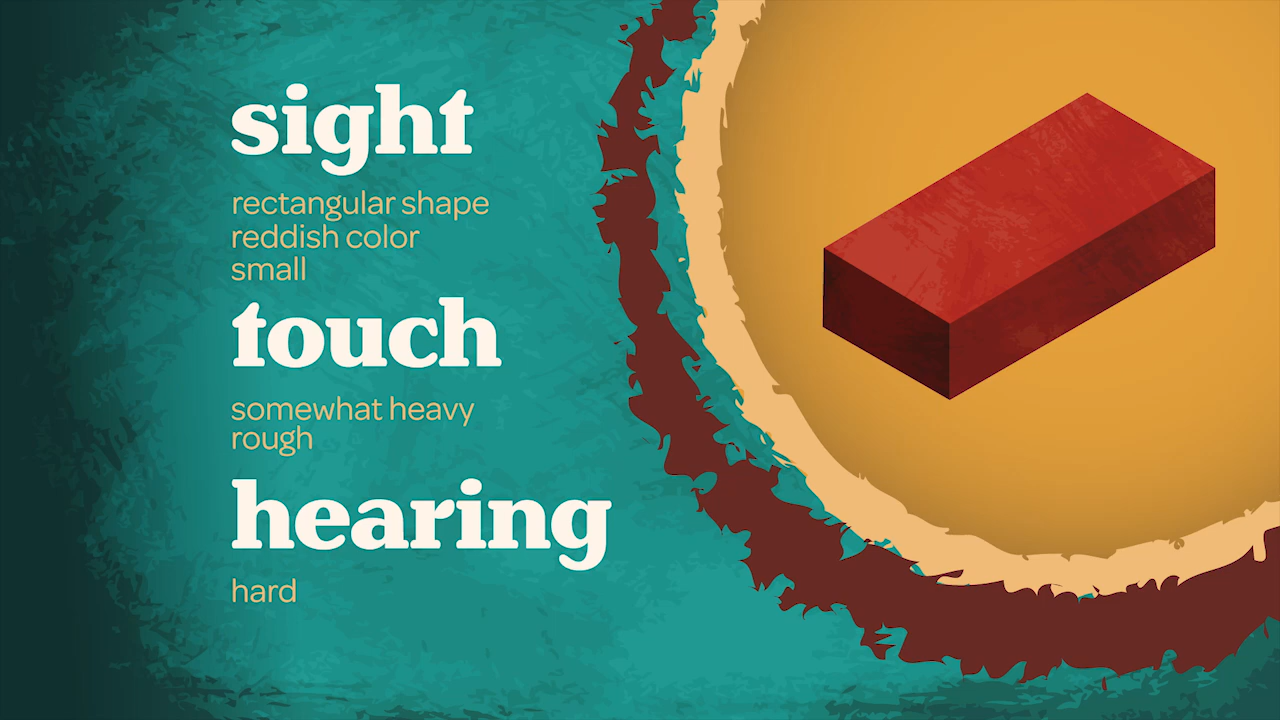 sight
rectangular shape
reddish color
small
touch
somewhat heavy
rough
hearing
hard